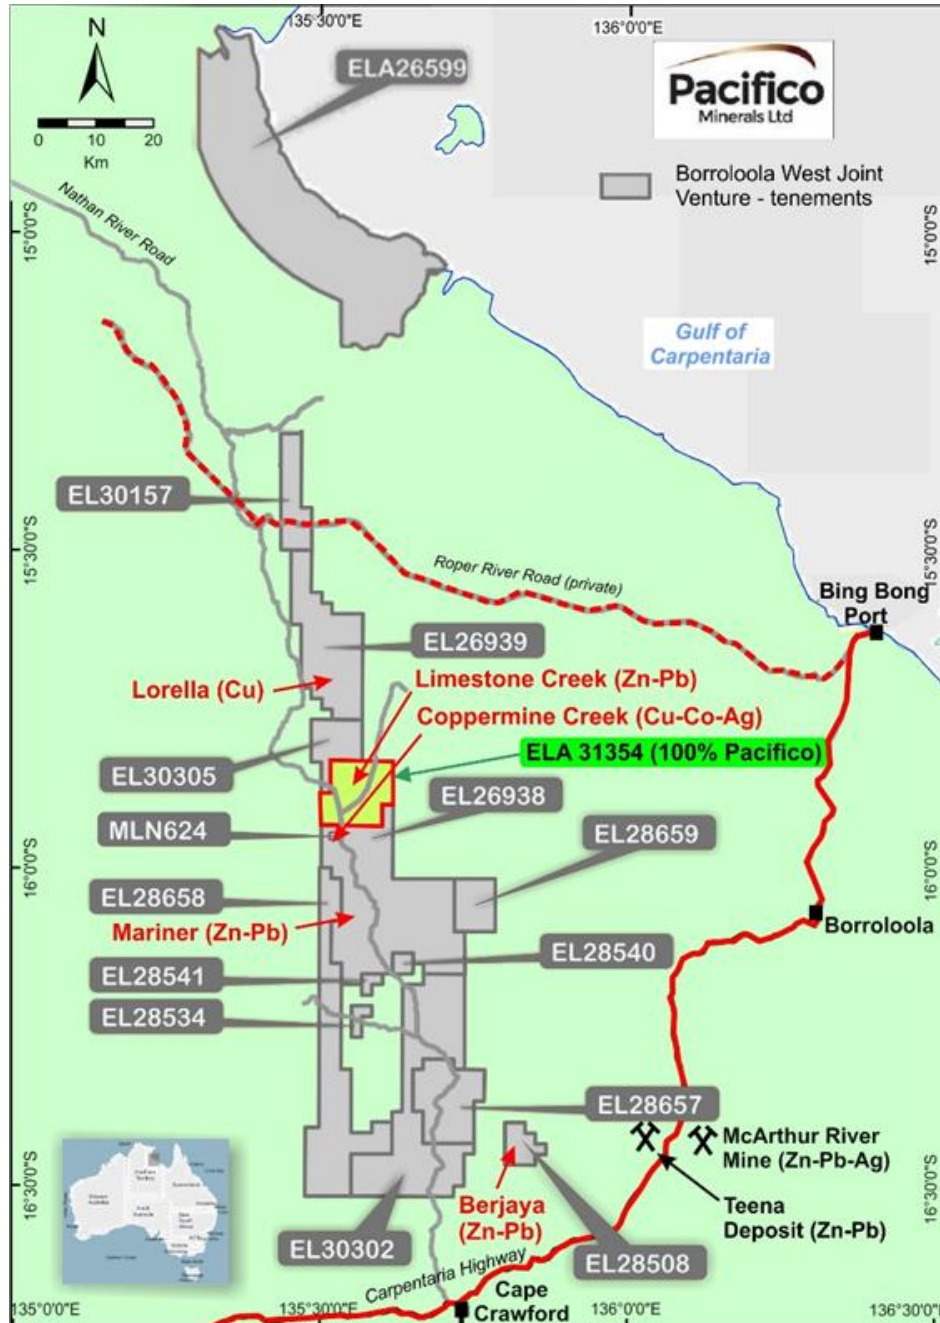 135°30'0"E
136°0'0"E
N
ELA26599
Pacifico
Minerals Ltd
0 10 20
Km
Borroloola West Joint
Venture - tenements
Nathan River Road
15°0'0"S
15°0'0"S
Gulf of
Carpentaria
EL30157
15°30'0"S
15°30'0"S
Roper River Road (private)
Bing Bong
Port
EL26939
Lorella (Cu)
Limestone Creek (Zn-Pb)
Coppermine Creek (Cu-Co-Ag)
ELA 31354 (100% Pacifico)
EL30305
EL26938
MLN624
EL28659
16°0'0"S
16°0'0"S
EL28658
Mariner (Zn-Pb)
Borroloola
EL28540
EL28541
EL28534
EL28657
McArthur River
Mine (Zn-Pb-Ag)
16°30'0"S
16°30'0"S
Berjaya
(Zn-Pb)
Teena
Deposit (Zn-Pb)
EL30302
EL28508
Carpentaria Highway
Cape
Crawford
135°0'0"E
135°30'0"E
136°0'0"E
136°30'0"E